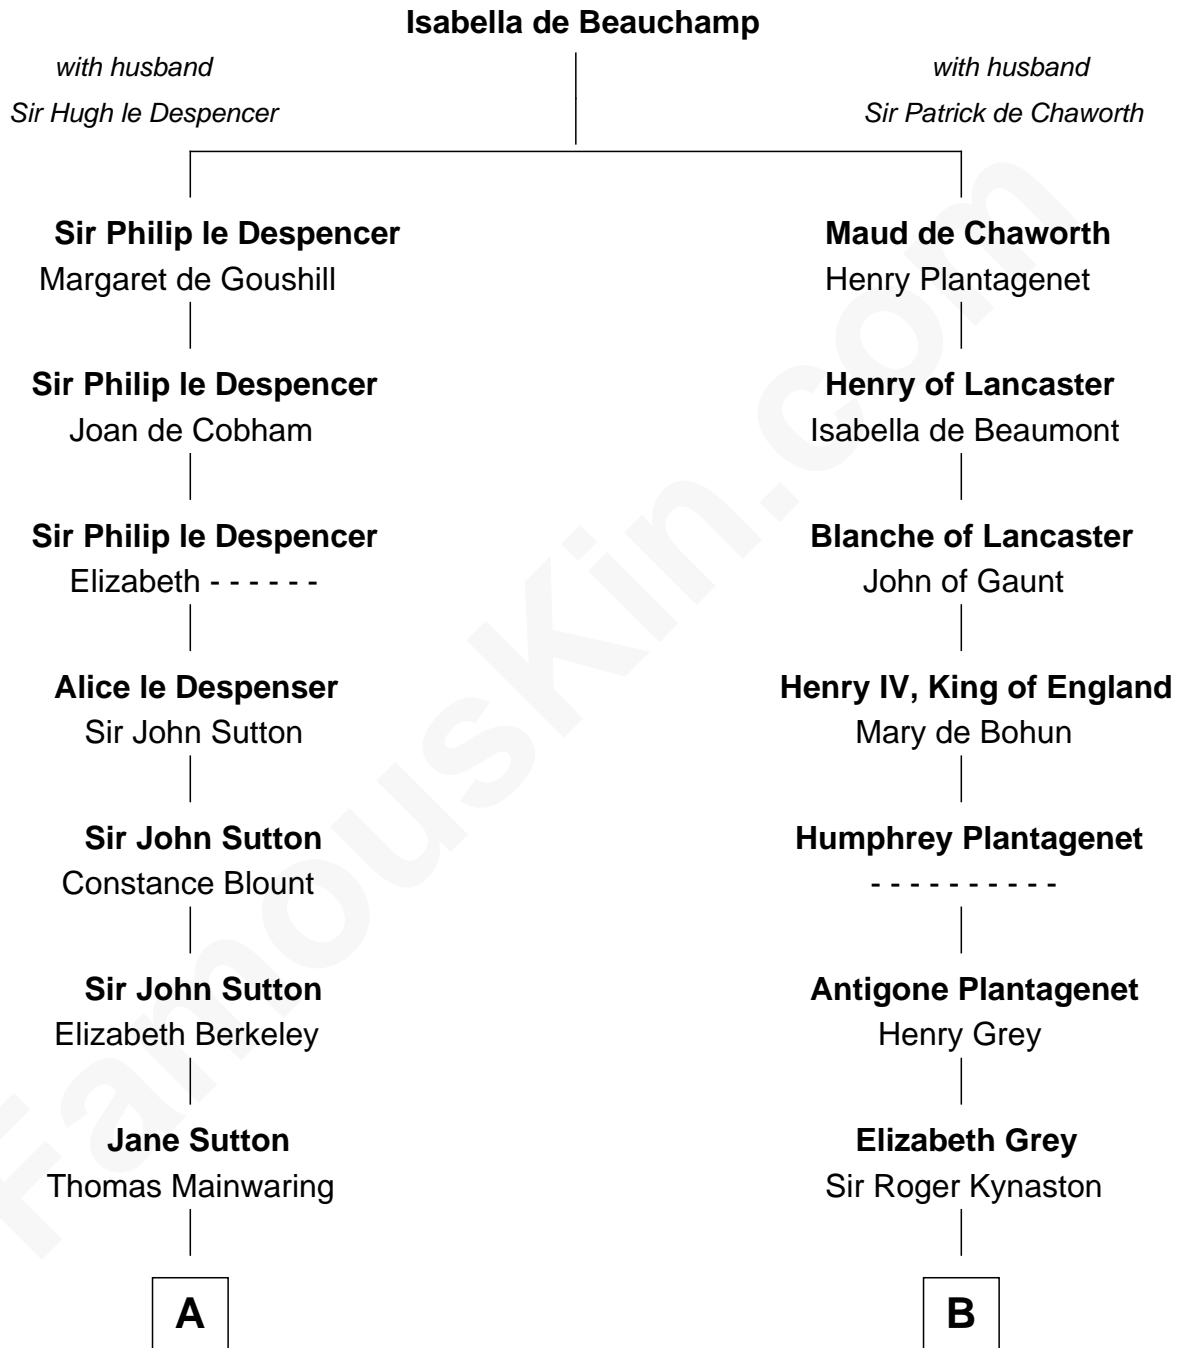 Isabella de Beauchamp
with husband
Sir Hugh le Despencer
with husband
Sir Patrick de Chaworth
Sir Philip le Despencer
Margaret de Goushill
Maud de Chaworth
Henry Plantagenet
Sir Philip le Despencer
Joan de Cobham
Henry of Lancaster
Isabella de Beaumont
Sir Philip le Despencer
Elizabeth - - - - - -
Blanche of Lancaster
John of Gaunt
Alice le Despenser
Sir John Sutton
Henry IV, King of England
Mary de Bohun
Sir John Sutton
Constance Blount
Humphrey Plantagenet
- - - - - - - - - -
Sir John Sutton
Elizabeth Berkeley
Antigone Plantagenet
Henry Grey
Jane Sutton
Thomas Mainwaring
Elizabeth Grey
Sir Roger Kynaston
A
B
FamousKin.com